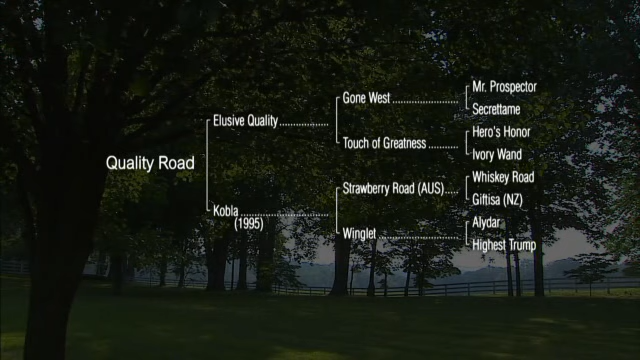 Mr. Prospector
Gone West
Secrettame
Elusive Quality
Hero's Honor
Touch of Greatness
Ivory Wand
Quality Road
Whiskey Road
Strawberry Road (AUS)
Giftisa (NZ)
Kobla
(1995)
Alydar
Winglet
Highest Trump